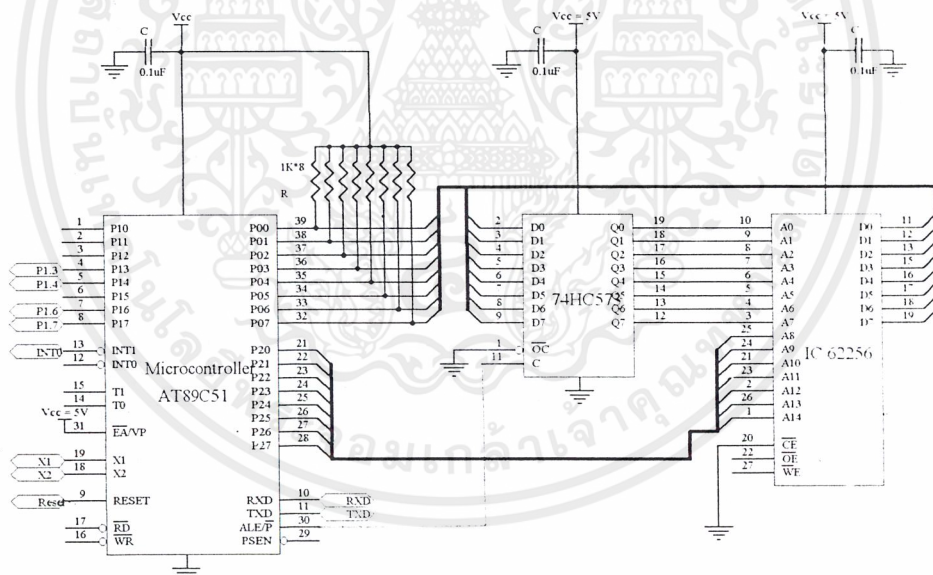 Vcc
Vcc = 5V
Vcc = 5V
C
C
C
0.1uF
0.1uF
0.1uF
1K*8
R
1 P10
2 P11
3 P12
4 P13
5 P14
6 P15
7 P16
8 P17
P1.3
P1.4
P1.6
P1.7
INT0
13 INT1
12 INT0
15 T1
14 T0
Vcc = 5V
31 EA/VP
X1 19 X1
X2 18 X2
Reset 9 RESET
17 RD
16 WR
Microcontroller
AT89C51
P00 39
P01 38
P02 37
P03 36
P04 35
P05 34
P06 33
P07 32
P20 21
P21 22
P22 23
P23 24
P24 25
P25 26
P26 27
P27 28
RXD 10 RXD
TXD 11 TXD
ALE/P 30
PSEN 29
2 D0 Q0 19
3 D1 Q1 18
4 D2 Q2 17
5 D3 Q3 16
6 D4 Q4 15
D5 Q5 14
8 D6 Q6 13
9 D7 Q7 12
74HC573
1 OC
11 C
10 A0
9 A1
8 A2
7 A3
6 A4
5 A5
4 A6
3 A7
25 A8
24 A9
21 A10
23 A11
2 A12
26 A13
1 A14
20 CE
22 OE
27 WE
IC 62256
D0 11
D1 12
D2 13
D3 15
D4 16
D5 17
D6 18
D7 19